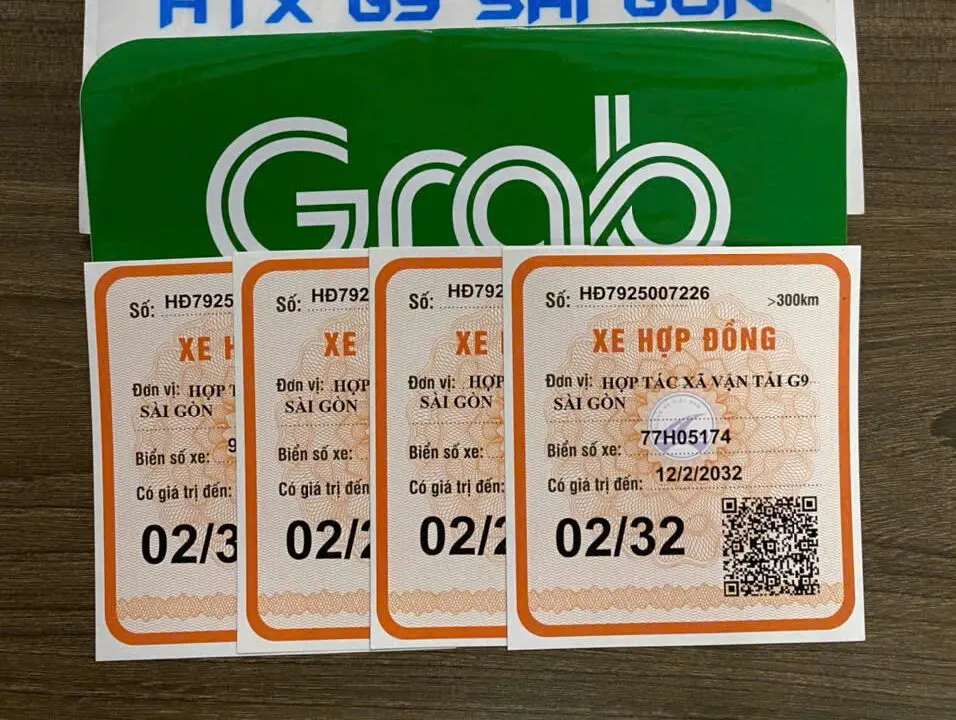 HTX G9 SAI GON
Grab
Số: HĐ7925
XE H
Đơn vị: HỢP T
SÀI GÒN
Biển số xe: 9
Có giá trị đến:
02/3
Số: HĐ792
XE
Đơn vị: HỢP
SÀI GÒN
Biển số xe:
Có giá trị đến:
02/2
Số: HĐ792
XE
Đơn vị: HỢP
SÀI GÒN
Biển số xe:
Có giá trị đến:
02/2
Số: HĐ7925007226 >300km
XE HỢP ĐỒNG
Đơn vị: HỢP TÁC XÃ VẬN TẢI G9
SÀI GÒN
Biển số xe: 77H05174
Có giá trị đến: 12/2/2032
02/32